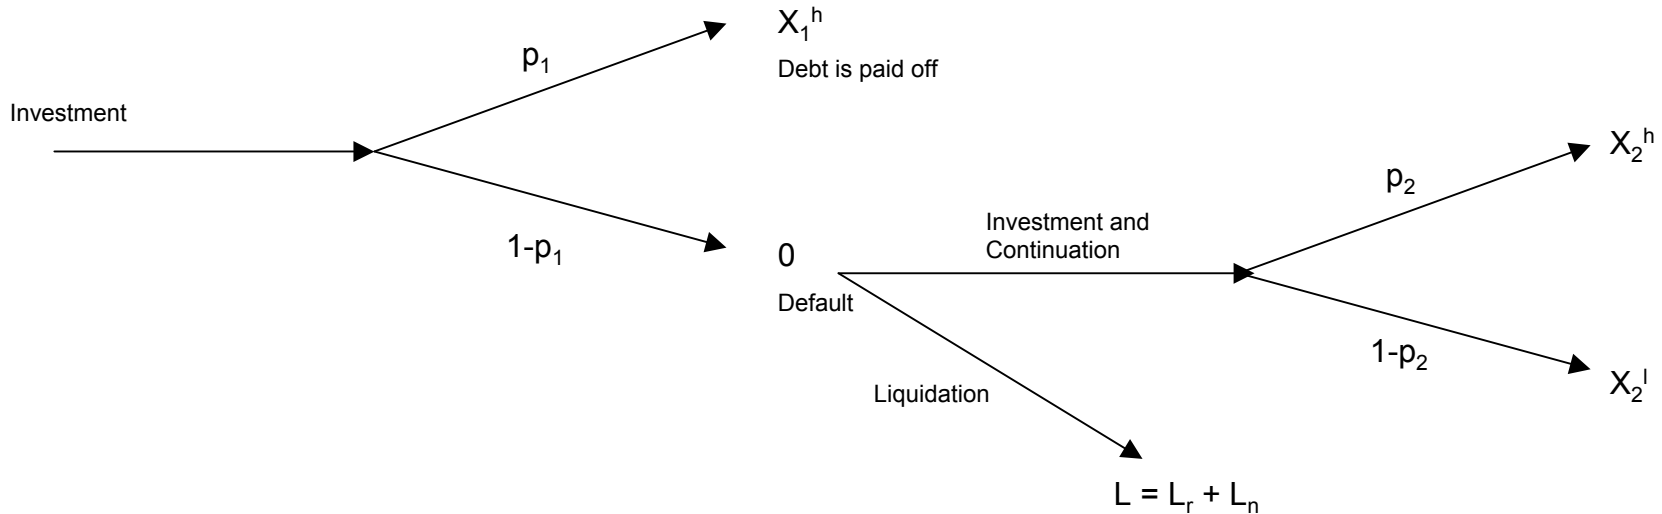 Investment
p₁
1-p₁
X₁ʰ
Debt is paid off
0
Default
Investment and
Continuation
Liquidation
L = Lᵣ + Lₙ
p₂
1-p₂
X₂ʰ
X₂ˡ